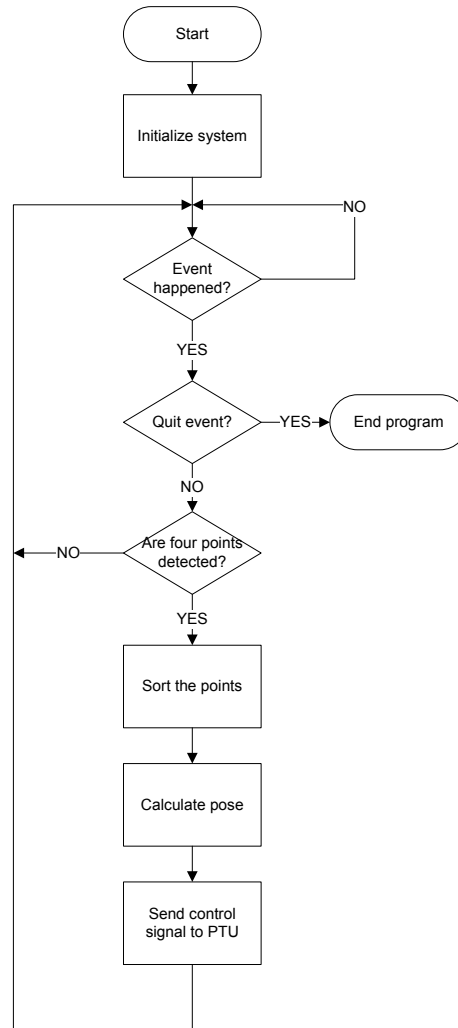 Start
Initialize system
NO
Event
happened?
YES
Quit event?
YES
End program
NO
Are four points
detected?
NO
YES
Sort the points
Calculate pose
Send control
signal to PTU